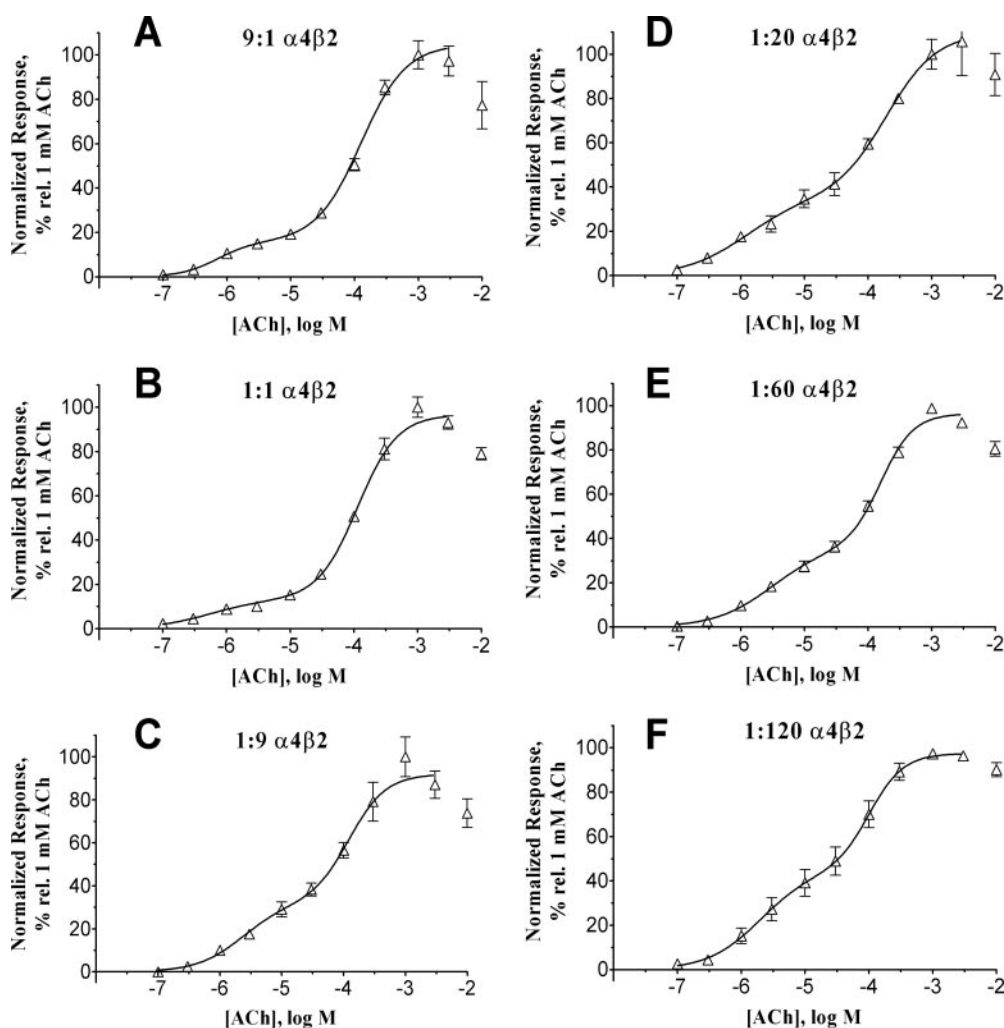 A
9:1 α4β2
Normalized Response,
% rel. 1 mM ACh
100
80
60
40
20
0
-7 -6 -5 -4 -3 -2
[ACh], log M
B
1:1 α4β2
Normalized Response,
% rel. 1 mM ACh
100
80
60
40
20
0
-7 -6 -5 -4 -3 -2
[ACh], log M
C
1:9 α4β2
Normalized Response,
% rel. 1 mM ACh
100
80
60
40
20
0
-7 -6 -5 -4 -3 -2
[ACh], log M
D
1:20 α4β2
Normalized Response,
% rel. 1 mM ACh
100
80
60
40
20
0
-7 -6 -5 -4 -3 -2
[ACh], log M
E
1:60 α4β2
Normalized Response,
% rel. 1 mM ACh
100
80
60
40
20
0
-7 -6 -5 -4 -3 -2
[ACh], log M
F
1:120 α4β2
Normalized Response,
% rel. 1 mM ACh
100
80
60
40
20
0
-7 -6 -5 -4 -3 -2
[ACh], log M